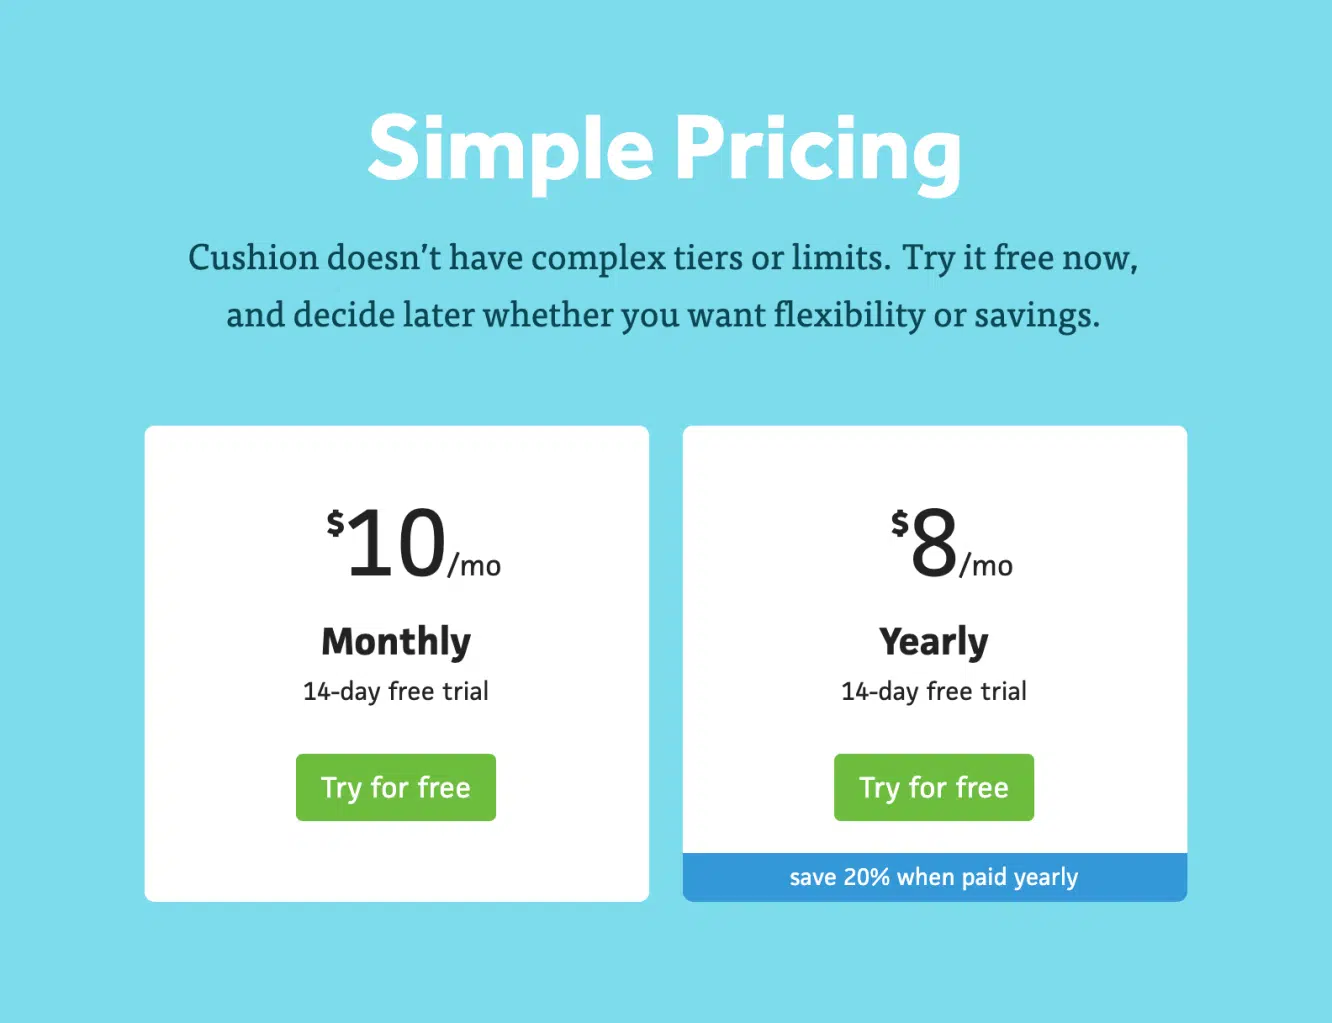 Simple Pricing
Cushion doesn’t have complex tiers or limits. Try it free now,
and decide later whether you want flexibility or savings.
$10/mo
Monthly
14-day free trial
Try for free
$8/mo
Yearly
14-day free trial
Try for free
save 20% when paid yearly